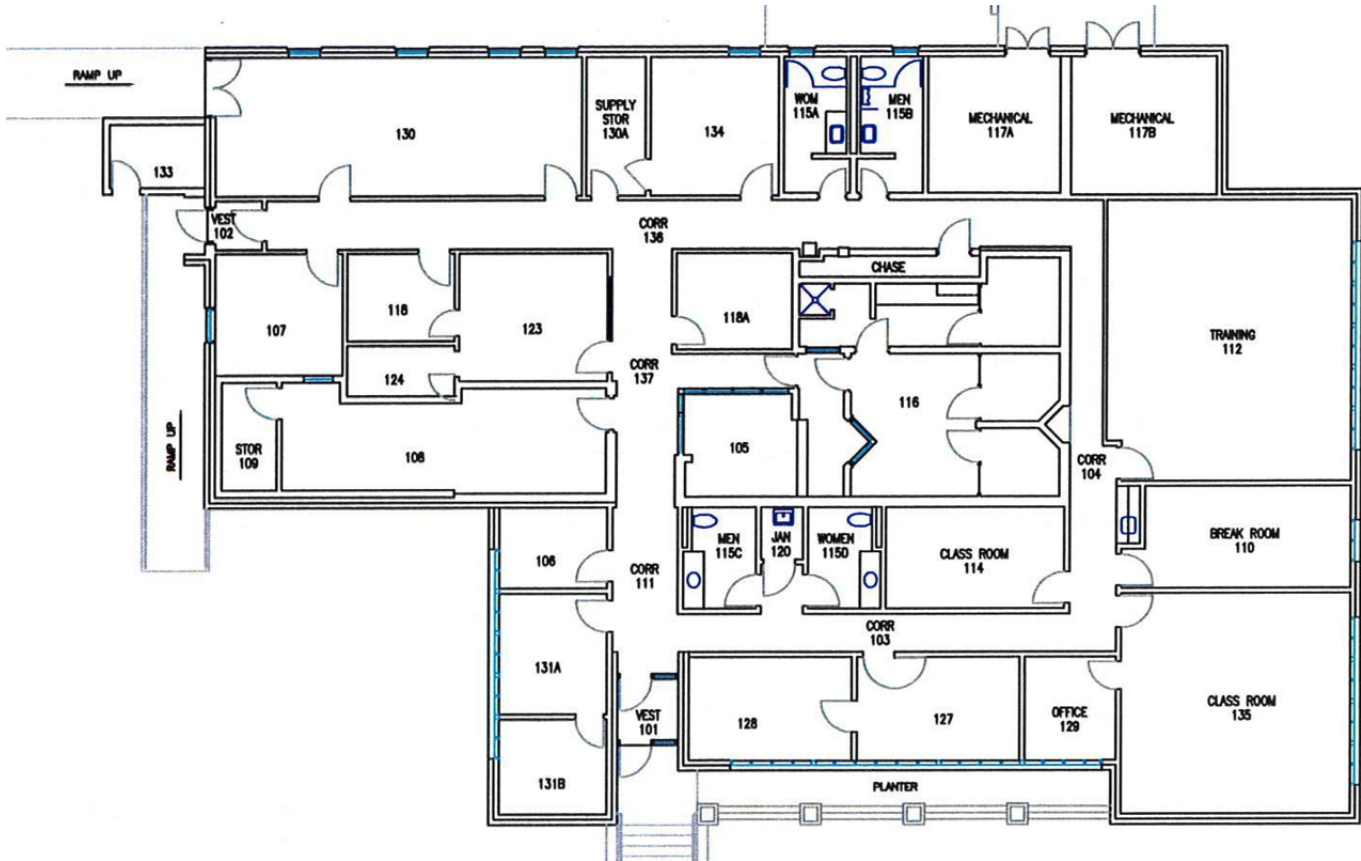 RAMP UP
130
SUPPLY
STOR
130A
134
WOM
115A
MEN
115B
MECHANICAL
117A
MECHANICAL
117B
133
VEST
102
CORR
136
CHASE
107
118
123
118A
TRAINING
112
124
CORR
137
116
RAMP UP
STOR
109
108
105
CORR
104
106
MEN
115C
JAN
120
WOMEN
115D
CLASS ROOM
114
BREAK ROOM
110
CORR
111
CORR
103
131A
VEST
101
128
127
OFFICE
129
CLASS ROOM
135
131B
PLANTER